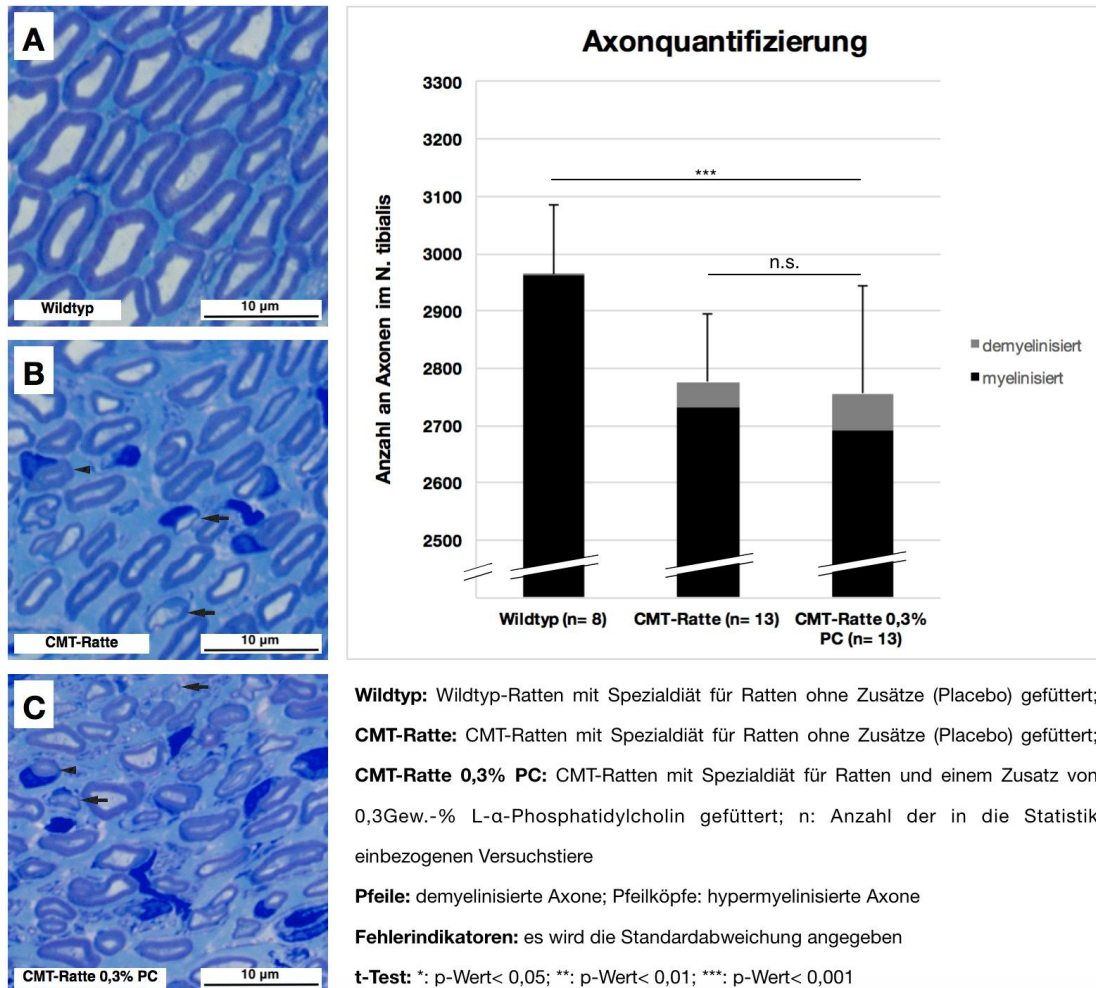 A
Wildtyp
10 µm
B
CMT-Ratte
10 µm
C
CMT-Ratte 0,3% PC
10 µm
Axonquantifizierung
Anzahl an Axonen im N. tibialis
3300
3200
3100
3000
2900
2800
2700
2600
2500
***
n.s.
demyelinisiert
myelinisiert
Wildtyp (n= 8)
CMT-Ratte (n= 13)
CMT-Ratte 0,3%
PC (n= 13)
Wildtyp: Wildtyp-Ratten mit Spezialdiät für Ratten ohne Zusätze (Placebo) gefüttert;
CMT-Ratte: CMT-Ratten mit Spezialdiät für Ratten ohne Zusätze (Placebo) gefüttert;
CMT-Ratte 0,3% PC: CMT-Ratten mit Spezialdiät für Ratten und einem Zusatz von
0,3Gew.-% L-α-Phosphatidylcholin gefüttert; n: Anzahl der in die Statistik
einbezogenen Versuchstiere
Pfeile: demyelinisierte Axone; Pfeilköpfe: hypermyelinisierte Axone
Fehlerindikatoren: es wird die Standardabweichung angegeben
t-Test: *: p-Wert< 0,05; **: p-Wert< 0,01; ***: p-Wert< 0,001